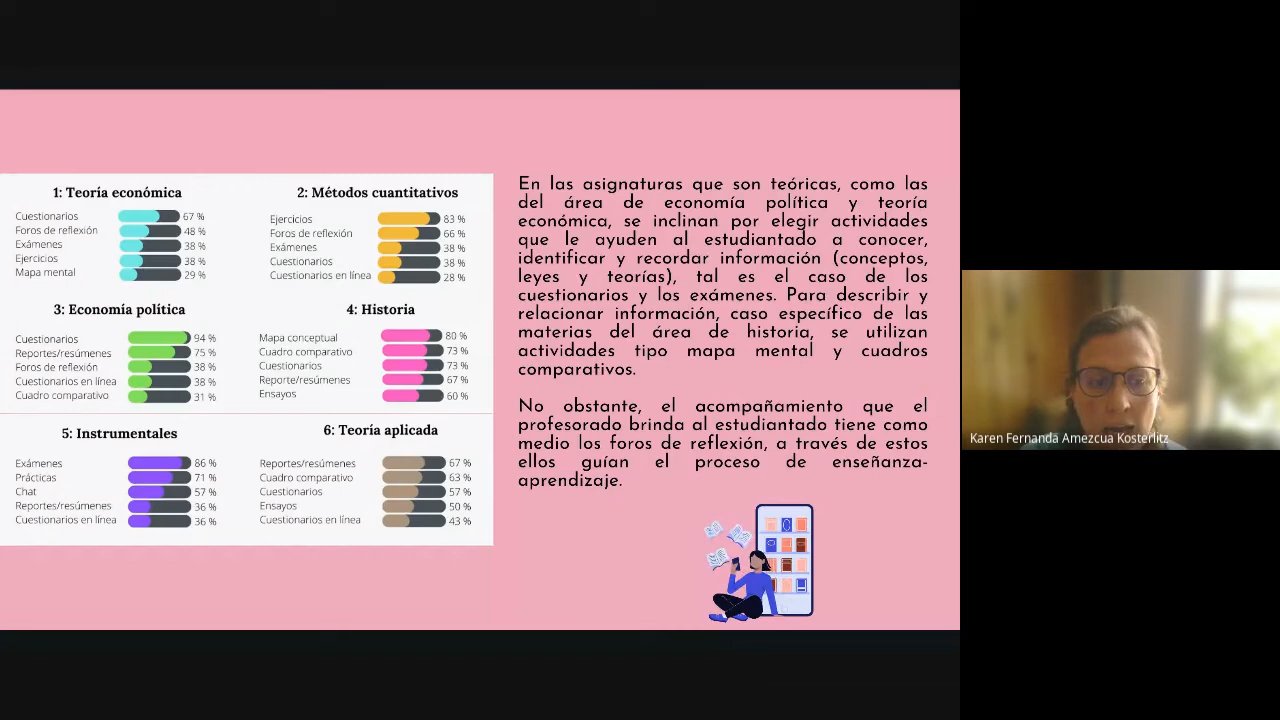 1: Teoría económica
Cuestionarios 67 %
Foros de reflexión 48 %
Exámenes 38 %
Ejercicios 38 %
Mapa mental 29 %
2: Métodos cuantitativos
Ejercicios 83 %
Foros de reflexión 66 %
Exámenes 38 %
Cuestionarios 38 %
Cuestionarios en línea 28 %
3: Economía política
Cuestionarios 94 %
Reportes/resúmenes 75 %
Foros de reflexión 38 %
Cuestionarios en línea 38 %
Cuadro comparativo 31 %
4: Historia
Mapa conceptual 80 %
Cuadro comparativo 73 %
Cuestionarios 73 %
Reporte/resúmenes 67 %
Ensayos 60 %
5: Instrumentales
Exámenes 86 %
Prácticas 71 %
Chat 57 %
Reportes/resúmenes 36 %
Cuestionarios en línea 36 %
6: Teoría aplicada
Reportes/resúmenes 67 %
Cuadro comparativo 63 %
Cuestionarios 57 %
Ensayos 50 %
Cuestionarios en línea 43 %
En las asignaturas que son teóricas, como las
del área de economía política y teoría
económica, se inclinan por elegir actividades
que le ayuden al estudiantado a conocer,
identificar y recordar información (conceptos,
leyes y teorías), tal es el caso de los
cuestionarios y los exámenes. Para describir y
relacionar información, caso específico de las
materias del área de historia, se utilizan
actividades tipo mapa mental y cuadros
comparativos.
No obstante, el acompañamiento que el
profesorado brinda al estudiantado tiene como
medio los foros de reflexión, a través de estos
ellos guían el proceso de enseñanza-
aprendizaje.
Karen Fernanda Amezcua Kosterlitz